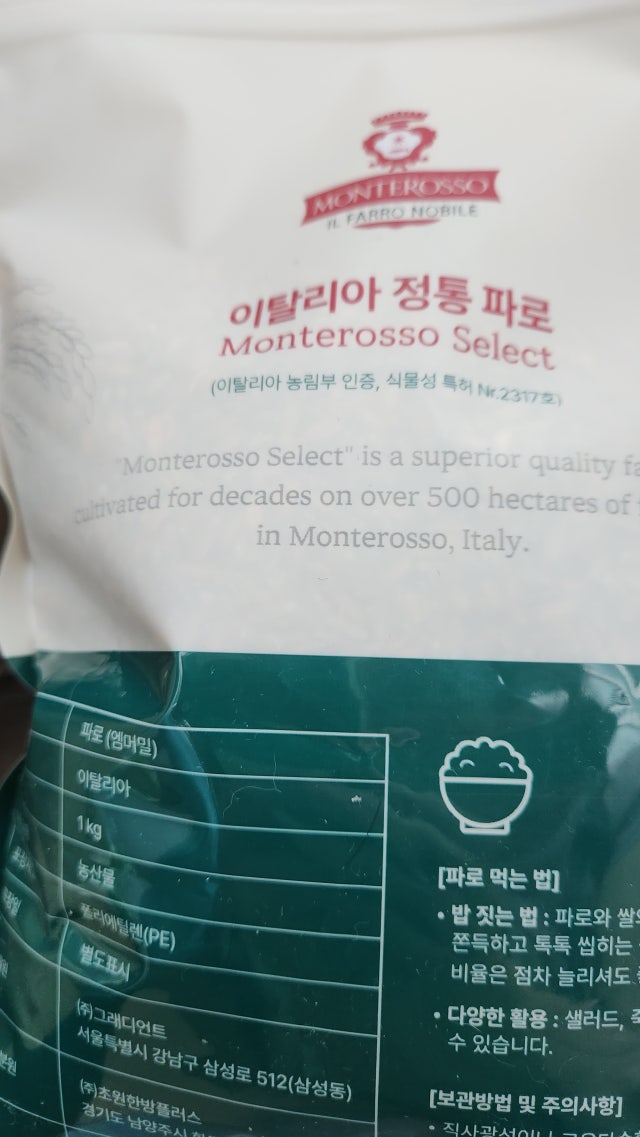 MONTEROSSO
IL FARRO NOBILE
이탈리아 정통 파로
Monterosso Select
(이탈리아 농림부 인증, 식물성 특허 Nr.2317호)
"Monterosso Select" is a superior quality
cultivated for decades on over 500 hectares of
in Monterosso, Italy.
파로 (엠머밀)
이탈리아
1kg
농산물
폴리에틸렌(PE)
별도표시
(주)그래디언트
서울특별시 강남구 삼성로 512(삼성동)
(주)초원한방플러스
경기도 남양주시
[파로 먹는 법]
• 밥 짓는 법 : 파로와
쫀득하고 톡톡 씹히는
비율은 점차 늘리셔도
• 다양한 활용 : 샐러드,
수 있습니다.
[보관방법 및 주의사항]